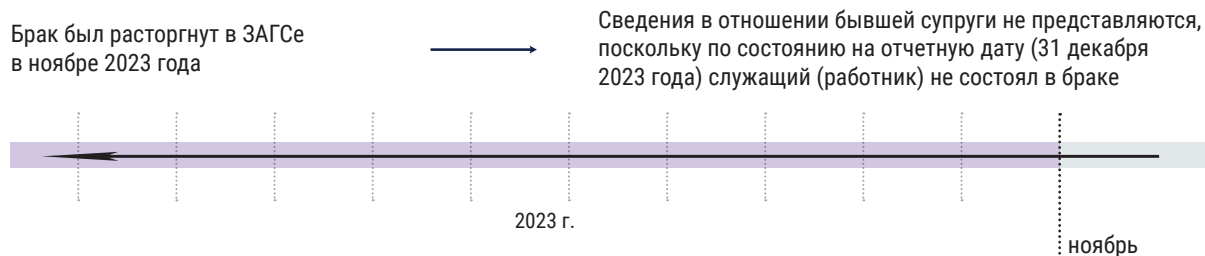 Брак был расторгнут в ЗАГСе
в ноябре 2023 года
Сведения в отношении бывшей супруги не представляются,
поскольку по состоянию на отчетную дату (31 декабря
2023 года) служащий (работник) не состоял в браке
2023 г.
ноябрь